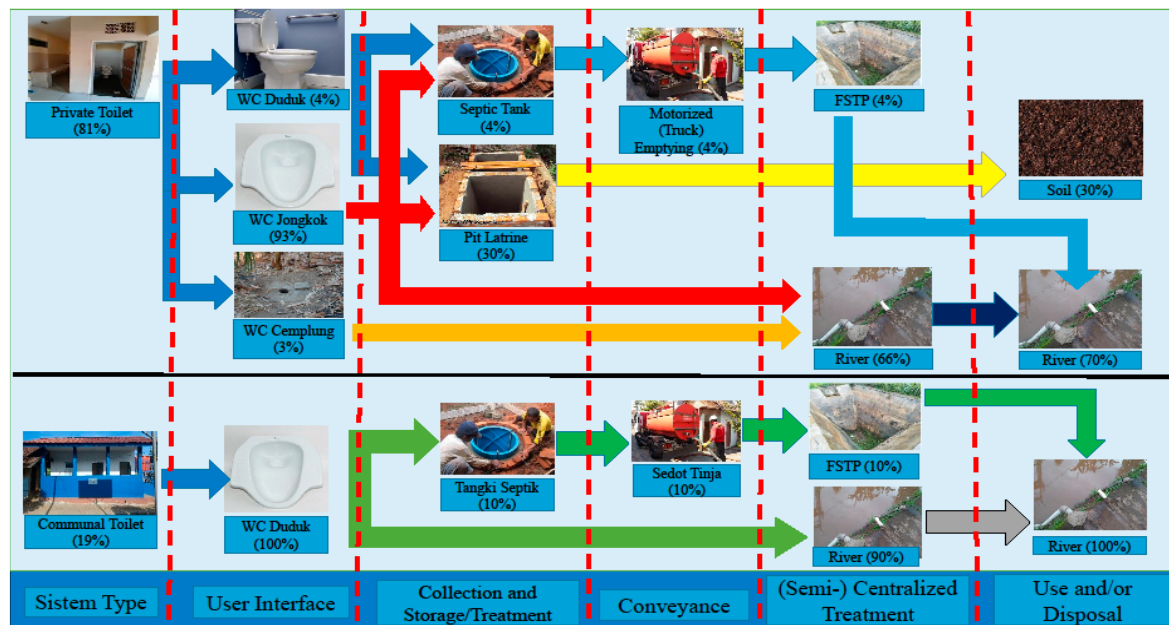 Private Toilet
(81%)
WC Duduk (4%)
WC Jongkok
(93%)
WC Cemplung
(3%)
Septic Tank
(4%)
Pit Latrine
(30%)
Motorized
(Truck)
Emptying (4%)
FSTP (4%)
Soil (30%)
River (66%)
River (70%)
Communal Toilet
(19%)
WC Duduk
(100%)
Tangki Septik
(10%)
Sedot Tinja
(10%)
FSTP (10%)
River (90%)
River (100%)
Sistem Type
User Interface
Collection and
Storage/Treatment
Conveyance
(Semi-) Centralized
Treatment
Use and/or
Disposal